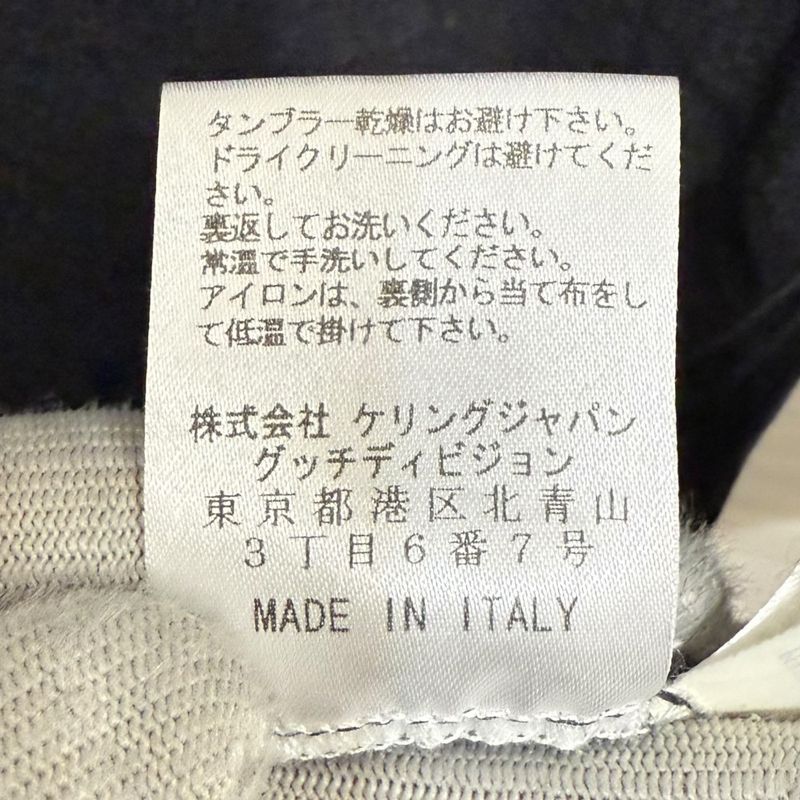 タンブラー乾燥はお避け下さい。
ドライクリーニングは避けてくだ
さい。
裏返してお洗いください。
常温で手洗いしてください。
アイロンは、裏側から当て布をし
て低温で掛けて下さい。
株式会社 ケリングジャパン
グッチディビジョン
東京都港区北青山
3丁目6番7号
MADE IN ITALY